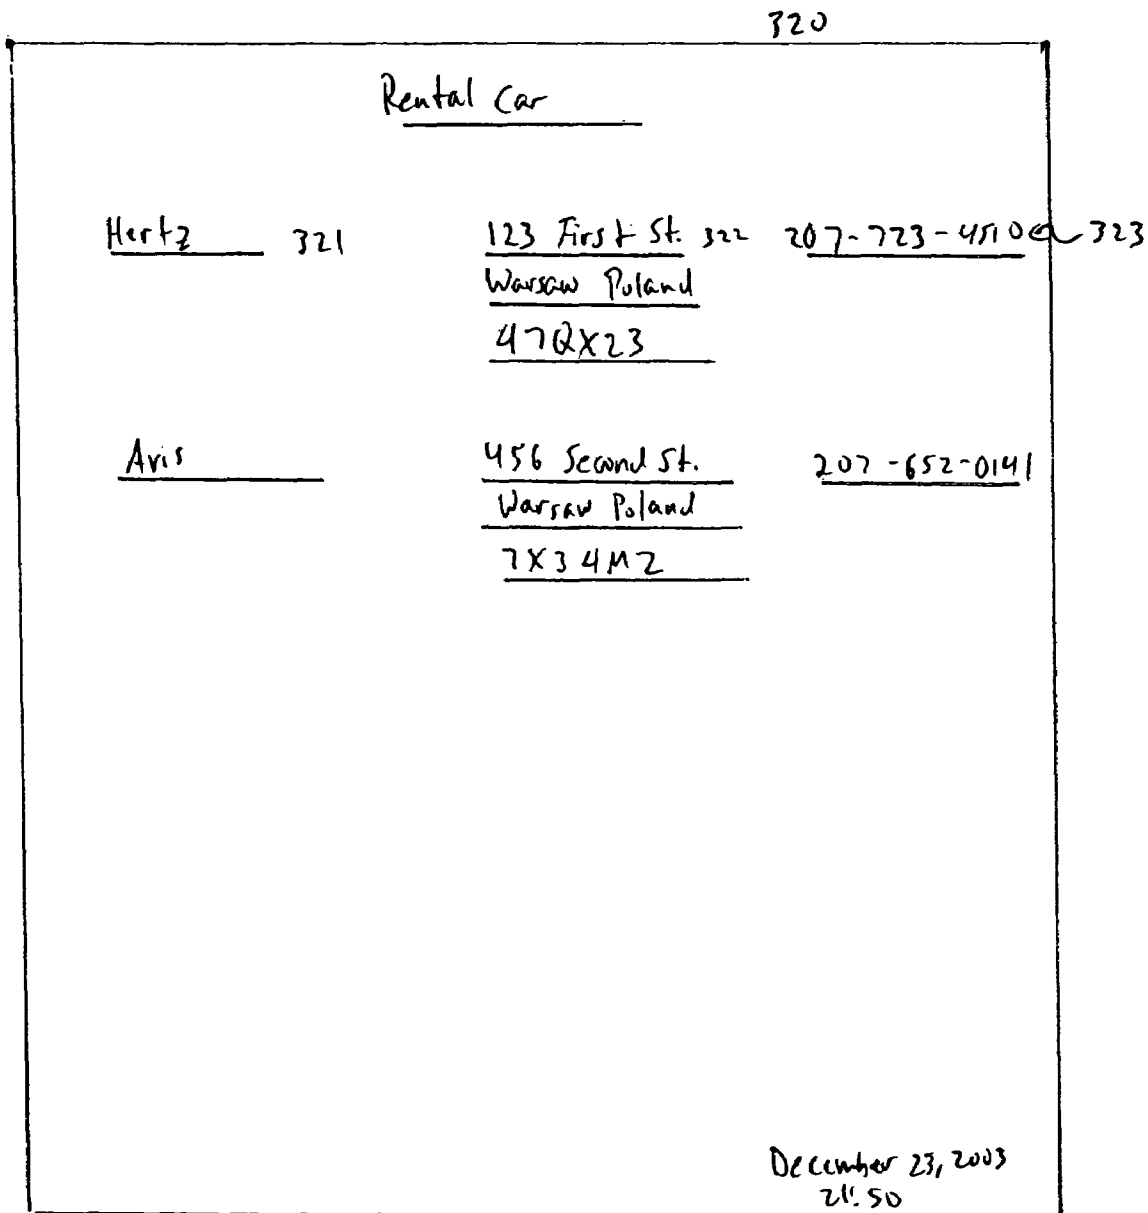 320
Rental Car
Hertz 321 123 First St. 322 207-723-4510 323
Warsaw Poland
47QX23
Avis 456 Second St. 207-652-0141
Warsaw Poland
7X34MZ
December 23, 2003
21:50